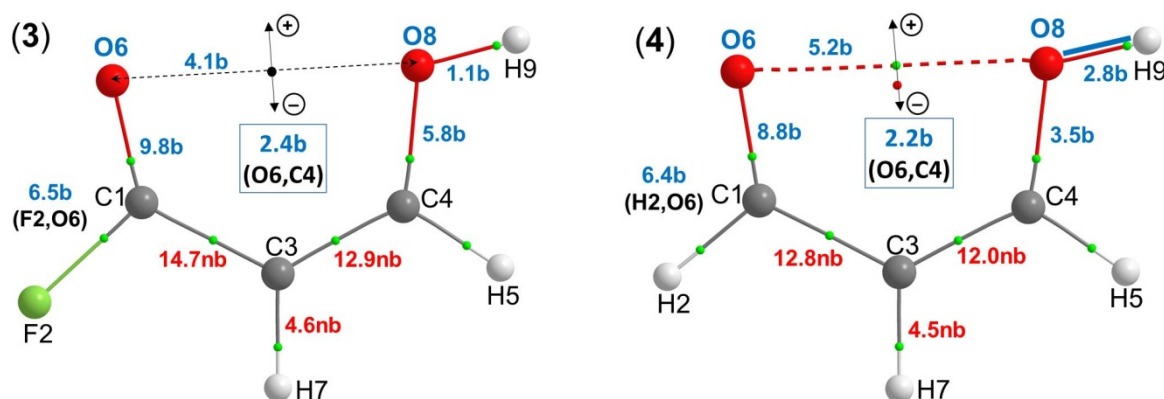 (3)
O6
4.1b
+
−
O8
1.1b
H9
9.8b
2.4b
(O6,C4)
5.8b
6.5b
(F2,O6)
C1
C4
C3
14.7nb
12.9nb
F2
H5
4.6nb
H7
(4)
O6
5.2b
+
−
O8
2.8b
H9
8.8b
2.2b
(O6,C4)
3.5b
6.4b
(H2,O6)
C1
C4
C3
12.8nb
12.0nb
H2
H5
4.5nb
H7